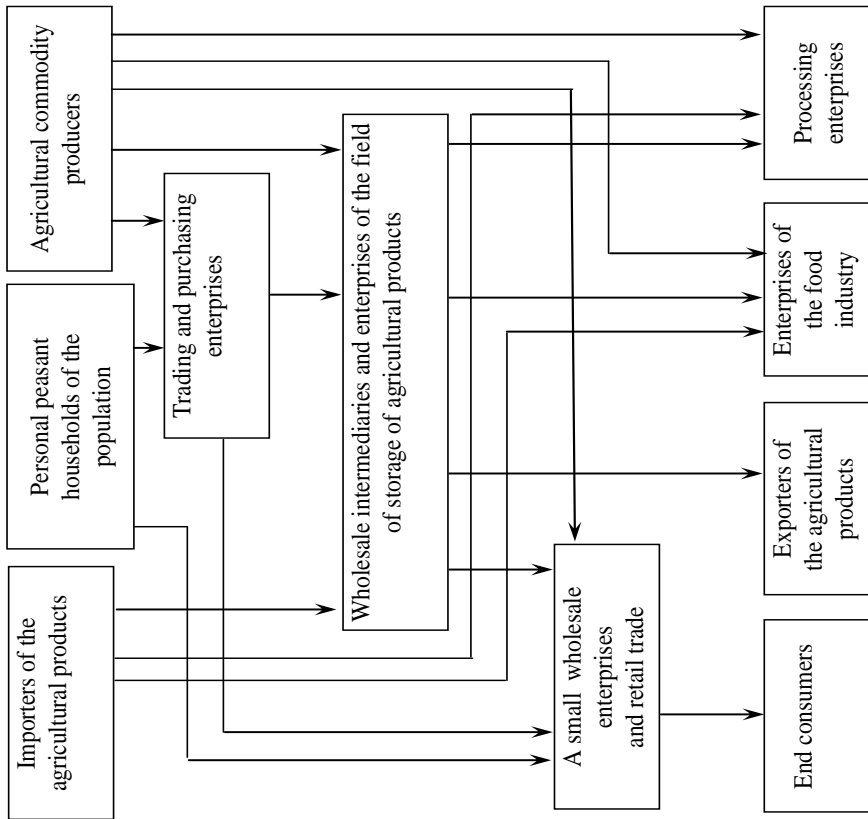 Importers of the
agricultural products
Personal peasant
households of the
population
Agricultural commodity
producers
Trading and purchasing
enterprises
Wholesale intermediaries and enterprises of the field
of storage of agricultural products
A small wholesale
enterprises
and retail trade
End consumers
Exporters of
the agricultural
products
Enterprises of
the food
industry
Processing
enterprises